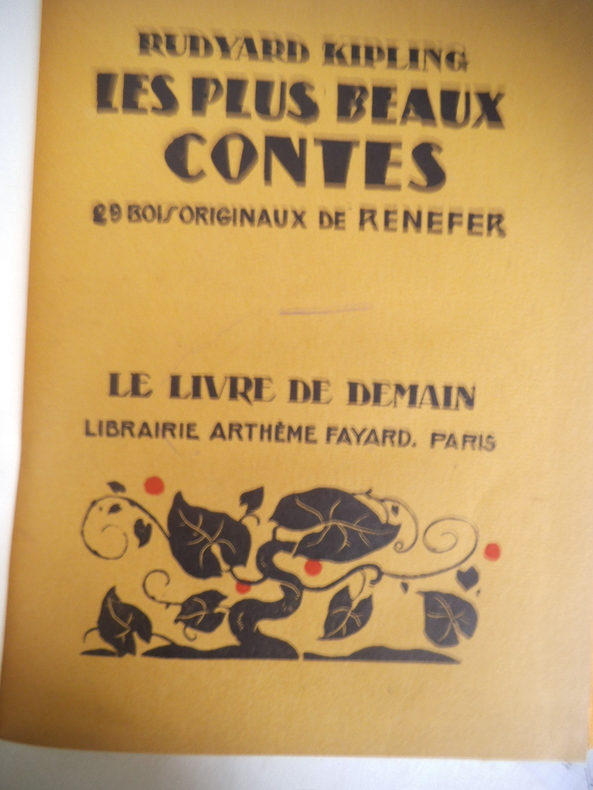 RUDYARD KIPLING
LES PLUS BEAUX
CONTES
29 BOIS ORIGINAUX DE RENEFER
LE LIVRE DE DEMAIN
LIBRAIRIE ARTHÈME FAYARD. PARIS